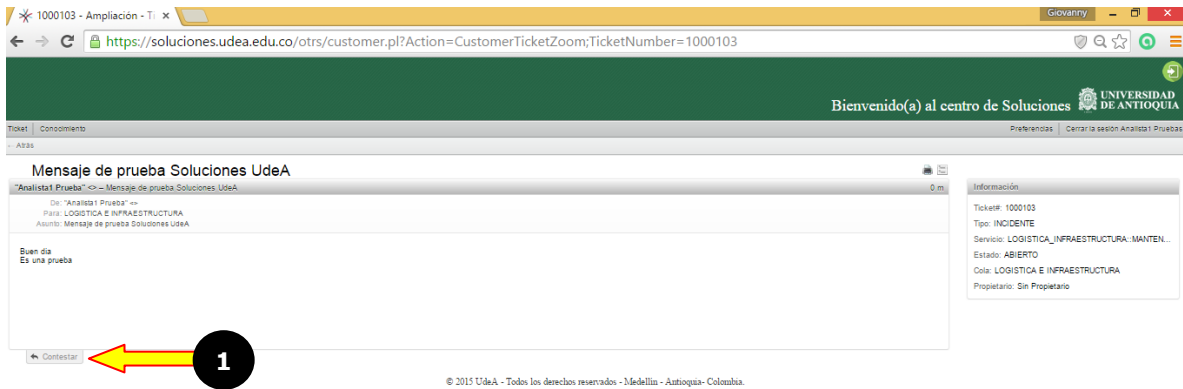 1000103 - Ampliación - Ti
Giovanny
https://soluciones.udea.edu.co/otrs/customer.pl?Action=CustomerTicketZoom;TicketNumber=1000103
Bienvenido(a) al centro de Soluciones
UNIVERSIDAD
DE ANTIOQUIA
Ticket Conocimiento
Preferencias Cerrar la sesión Analista1 Pruebas
← Atrás
Mensaje de prueba Soluciones UdeA
"Analista1 Prueba" <> – Mensaje de prueba Soluciones UdeA 0 m
De: "Analista1 Prueba" <>
Para: LOGISTICA E INFRAESTRUCTURA
Asunto: Mensaje de prueba Soluciones UdeA
Buen dia
Es una prueba
Información
Ticket#: 1000103
Tipo: INCIDENTE
Servicio: LOGISTICA_INFRAESTRUCTURA::MANTEN...
Estado: ABIERTO
Cola: LOGISTICA E INFRAESTRUCTURA
Propietario: Sin Propietario
Contestar
1
© 2015 UdeA - Todos los derechos reservados - Medellin - Antioquia- Colombia.